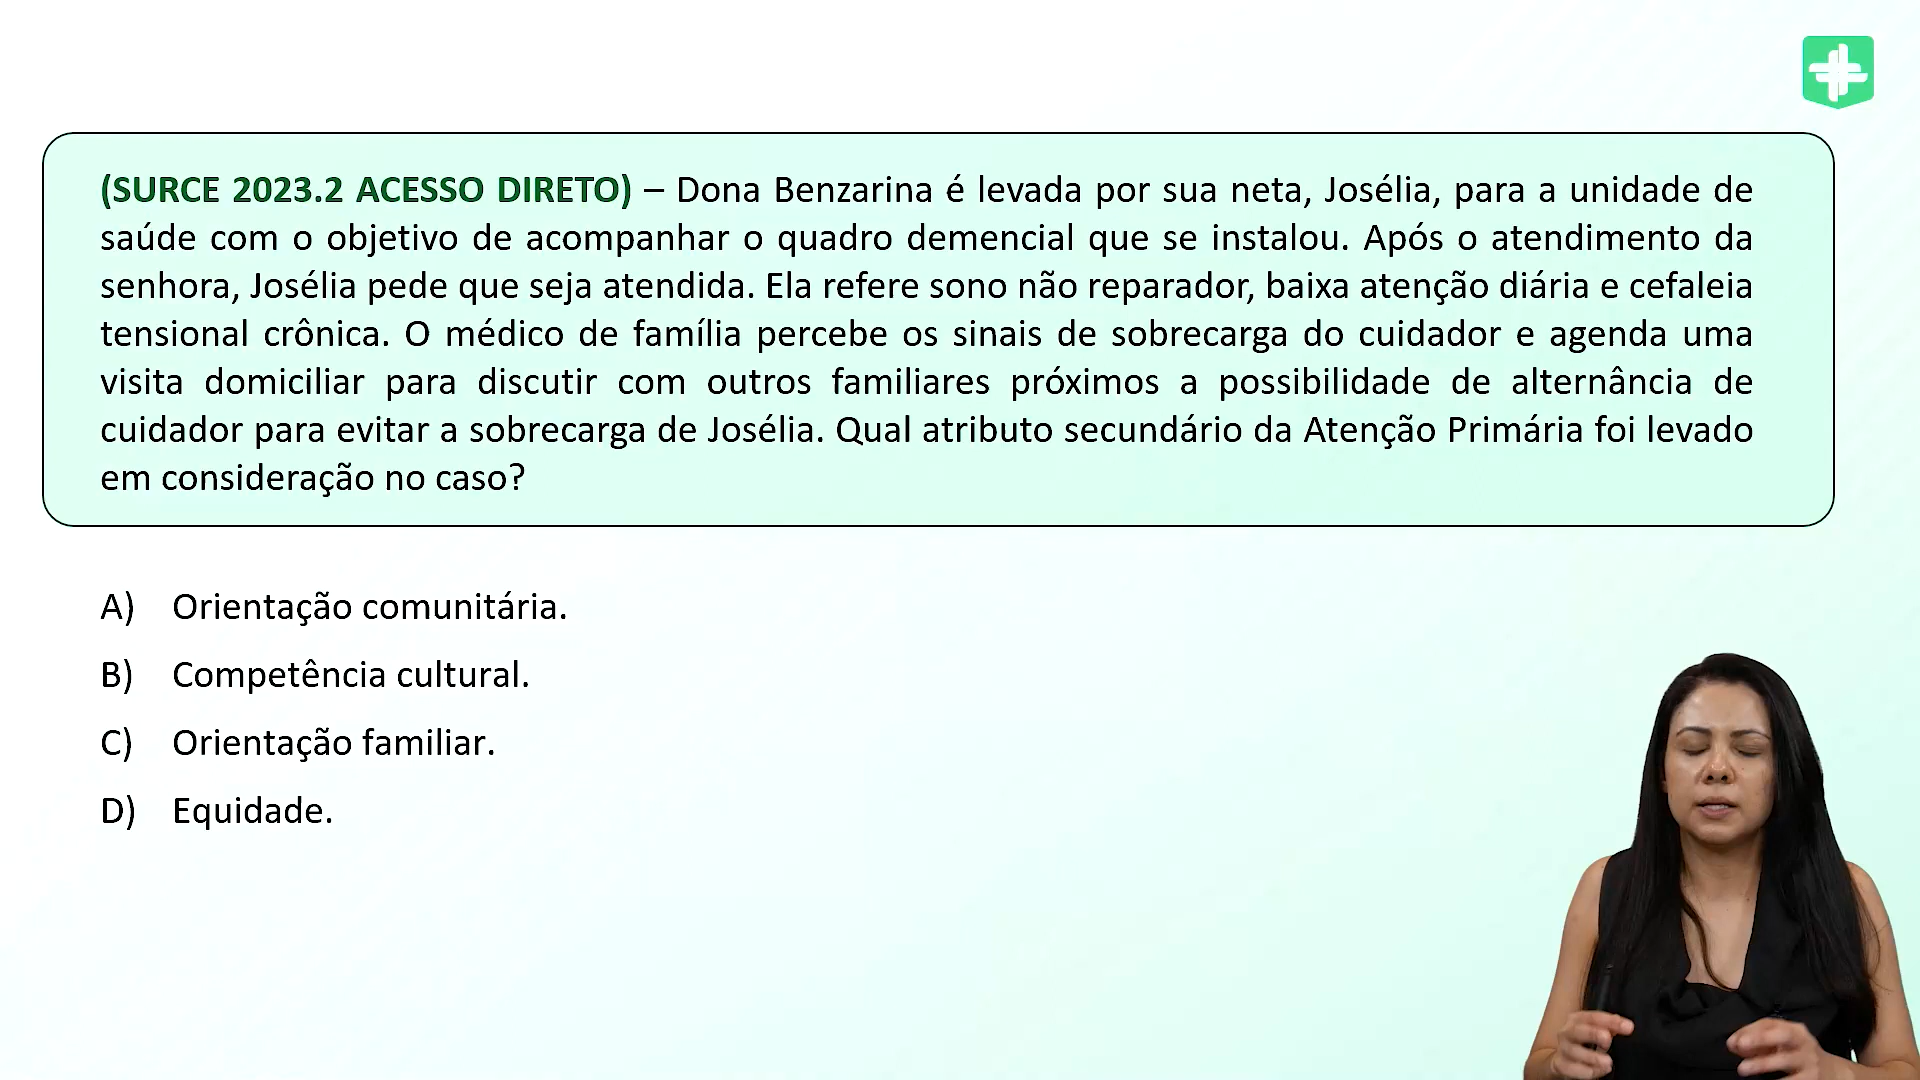 (SURCE 2023.2 ACESSO DIRETO) – Dona Benzarina é levada por sua neta, Josélia, para a unidade de
saúde com o objetivo de acompanhar o quadro demencial que se instalou. Após o atendimento da
senhora, Josélia pede que seja atendida. Ela refere sono não reparador, baixa atenção diária e cefaleia
tensional crônica. O médico de família percebe os sinais de sobrecarga do cuidador e agenda uma
visita domiciliar para discutir com outros familiares próximos a possibilidade de alternância de
cuidador para evitar a sobrecarga de Josélia. Qual atributo secundário da Atenção Primária foi levado
em consideração no caso?
A) Orientação comunitária.
B) Competência cultural.
C) Orientação familiar.
D) Equidade.